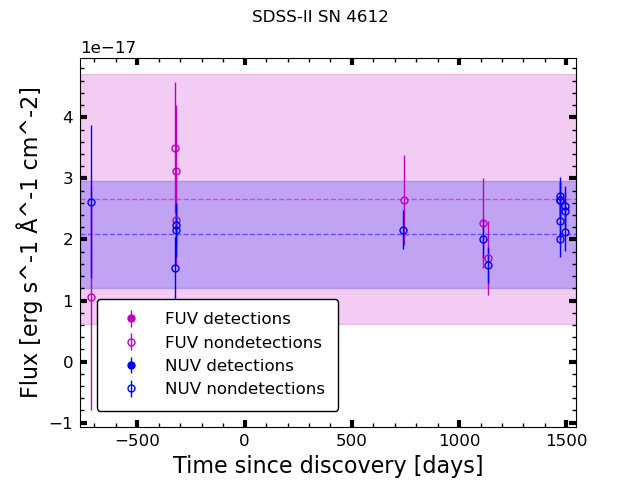 SDSS-II SN 4612
1e−17
4
3
2
1
0
−1
Flux [erg s^-1 Å^-1 cm^-2]
FUV detections
FUV nondetections
NUV detections
NUV nondetections
−500 0 500 1000 1500
Time since discovery [days]